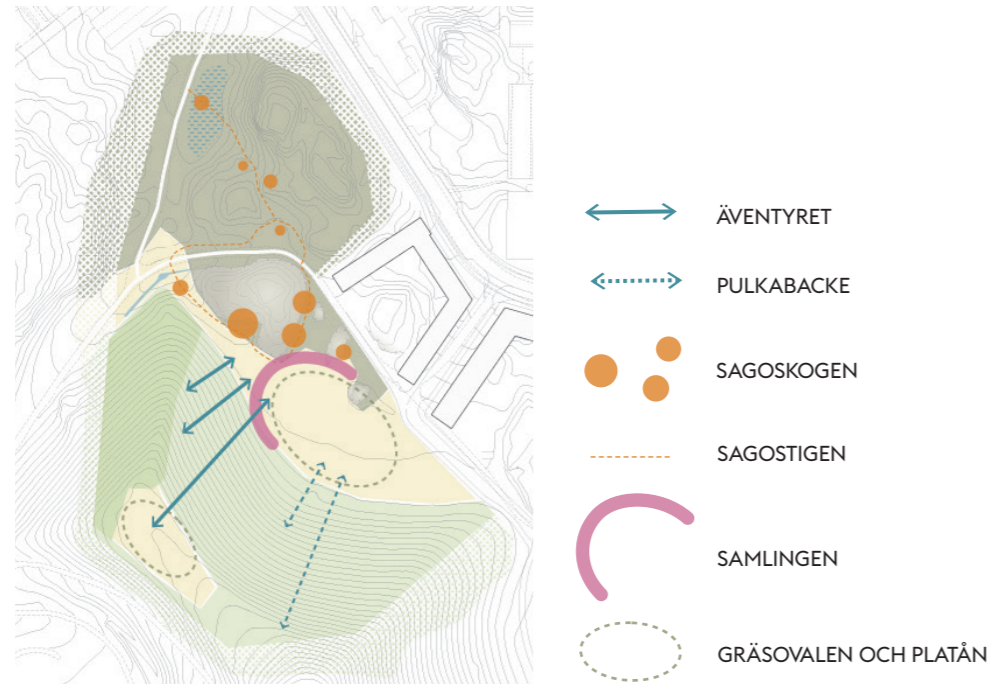 ÄVENTYRET
PULKABACKE
SAGOSKOGEN
SAGOSTIGEN
SAMLINGEN
GRÄSOVALEN OCH PLATÅN